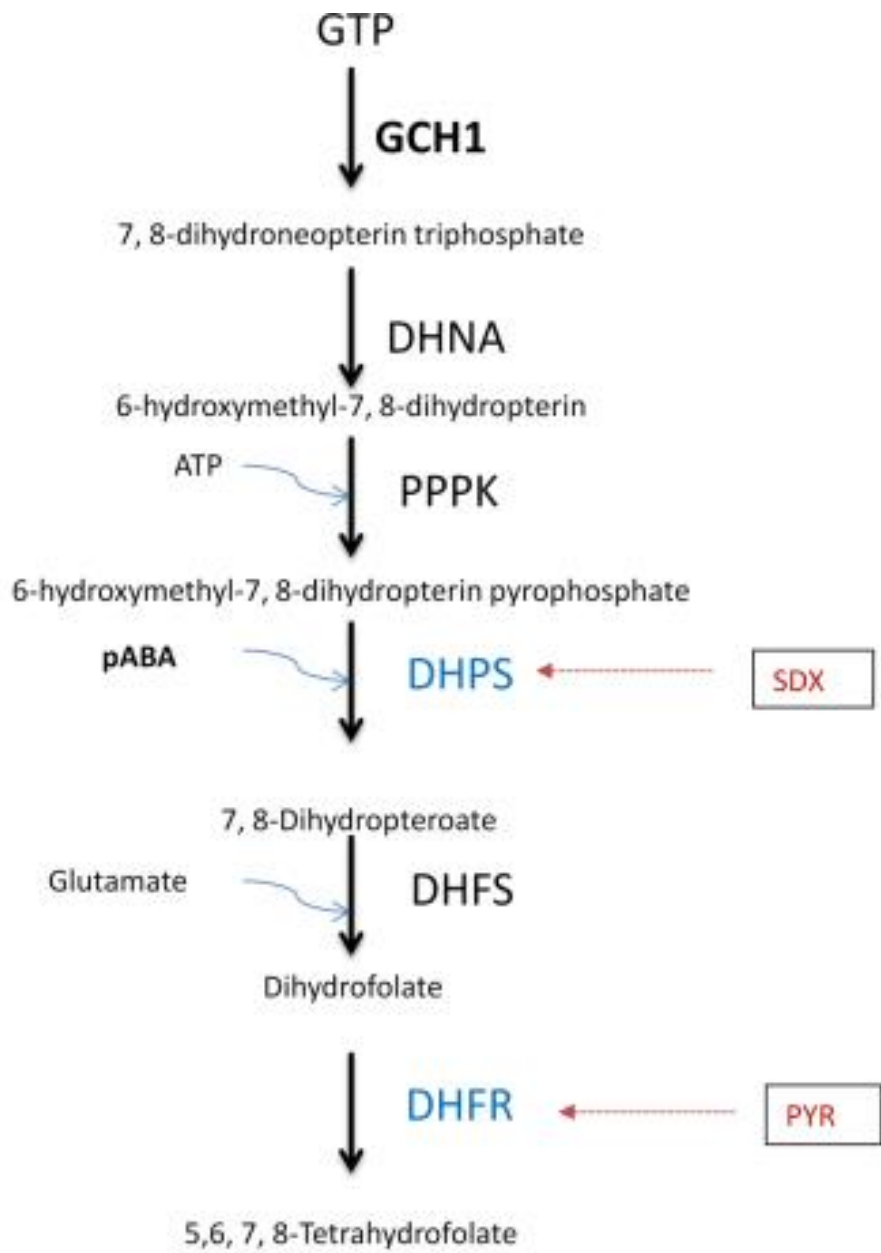 GTP
GCH1
7, 8-dihydroneopterin triphosphate
DHNA
6-hydroxymethyl-7, 8-dihydropterin
ATP
PPPK
6-hydroxymethyl-7, 8-dihydropterin pyrophosphate
pABA
DHPS
SDX
7, 8-Dihydropteroate
Glutamate
DHFS
Dihydrofolate
DHFR
PYR
5,6, 7, 8-Tetrahydrofolate